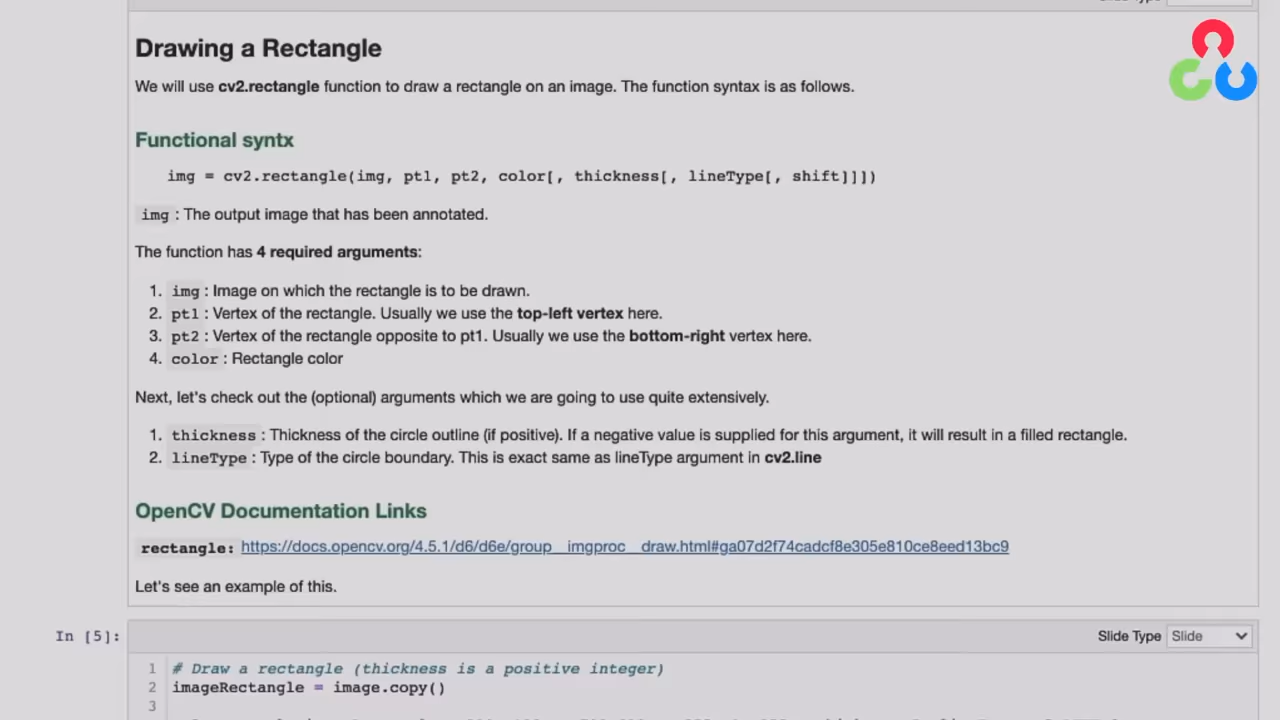 Drawing a Rectangle
We will use cv2.rectangle function to draw a rectangle on an image. The function syntax is as follows.
Functional syntx
img = cv2.rectangle(img, pt1, pt2, color[, thickness[, lineType[, shift]]])
img : The output image that has been annotated.
The function has 4 required arguments:
1. img : Image on which the rectangle is to be drawn.
2. pt1 : Vertex of the rectangle. Usually we use the top-left vertex here.
3. pt2 : Vertex of the rectangle opposite to pt1. Usually we use the bottom-right vertex here.
4. color : Rectangle color
Next, let's check out the (optional) arguments which we are going to use quite extensively.
1. thickness : Thickness of the circle outline (if positive). If a negative value is supplied for this argument, it will result in a filled rectangle.
2. lineType : Type of the circle boundary. This is exact same as lineType argument in cv2.line
OpenCV Documentation Links
rectangle: https://docs.opencv.org/4.5.1/d6/d6e/group__imgproc__draw.html#ga07d2f74cadcf8e305e810ce8eed13bc9
Let's see an example of this.
In [5]:
Slide Type Slide
1 # Draw a rectangle (thickness is a positive integer)
2 imageRectangle = image.copy()
3